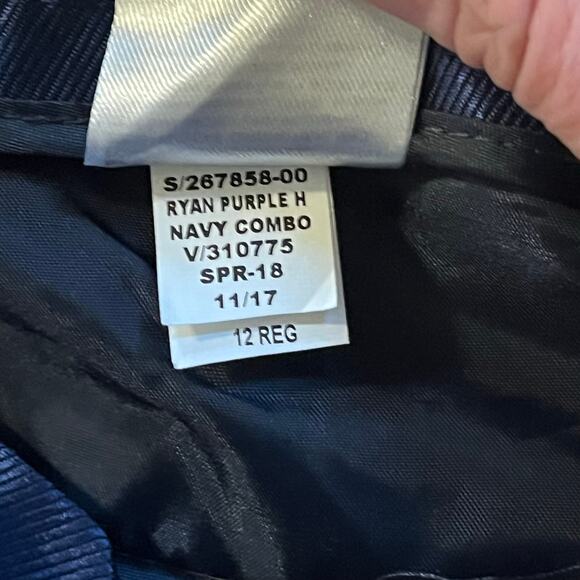 S/267858-00
RYAN PURPLE H
NAVY COMBO
V/310775
SPR-18
11/17
12 REG